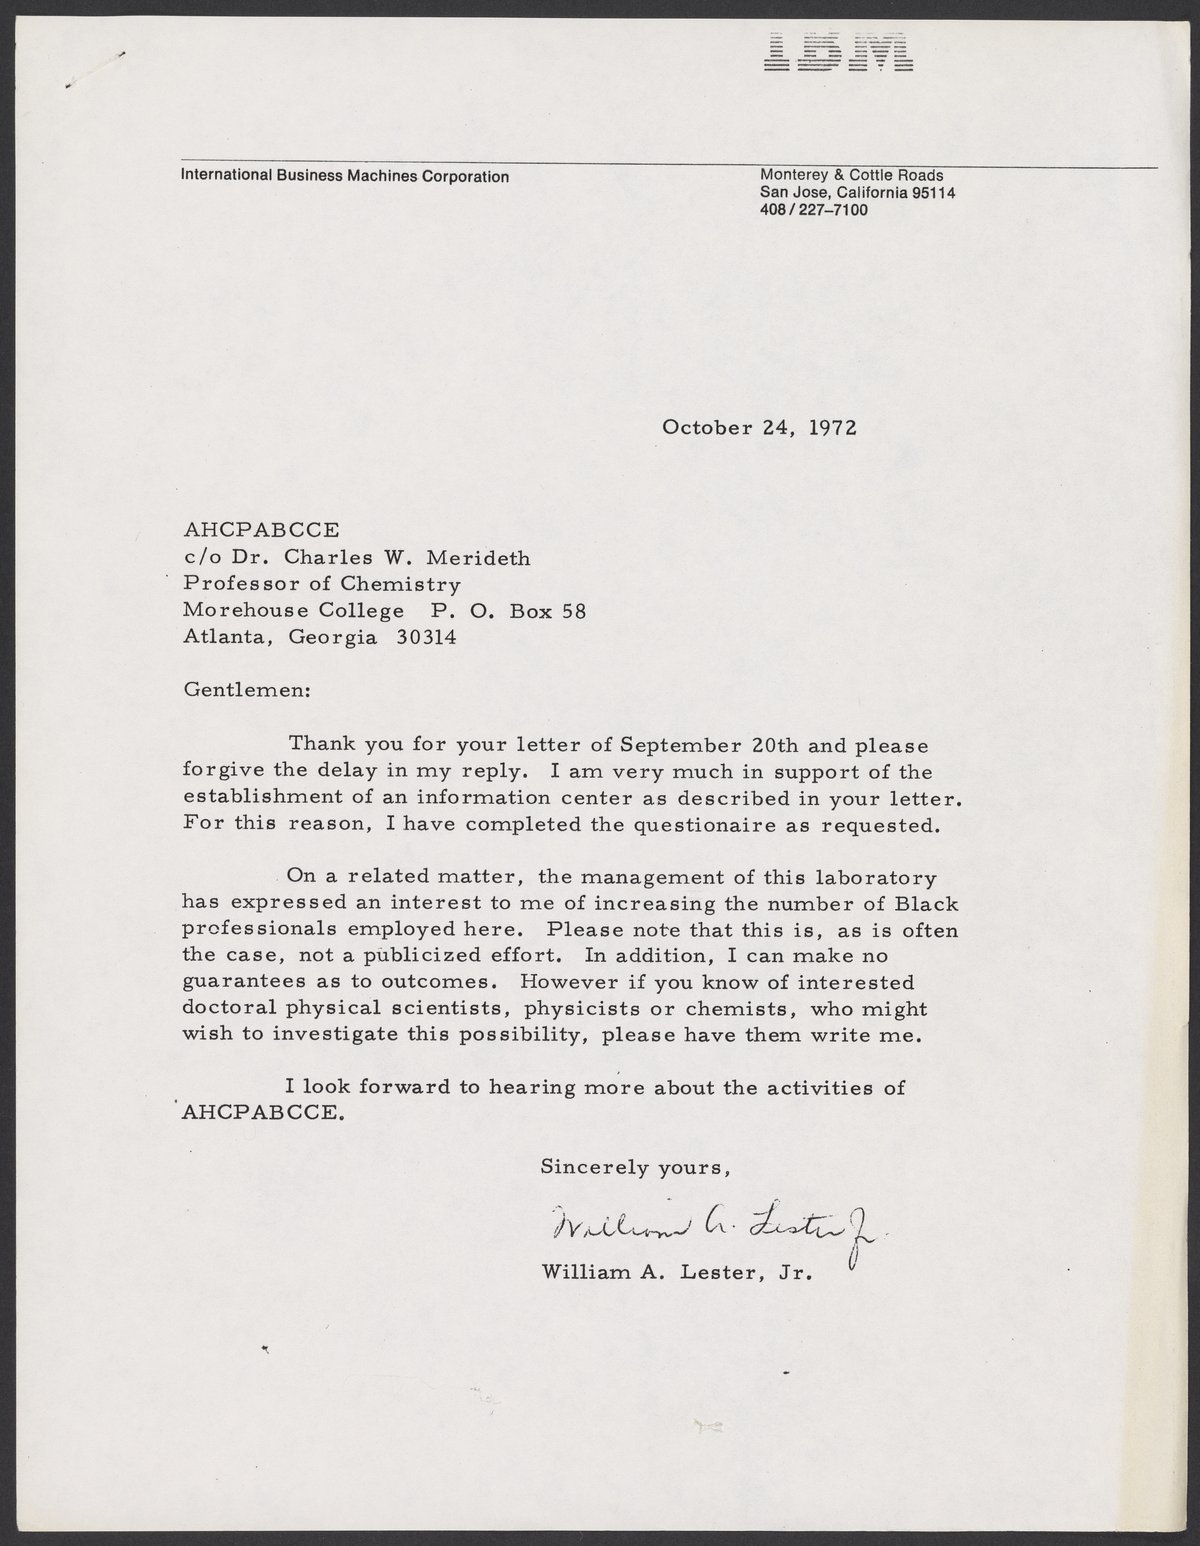 IBM
International Business Machines Corporation
Monterey & Cottle Roads
San Jose, California 95114
408 / 227-7100
October 24, 1972
AHCPABCCE
c/o Dr. Charles W. Merideth
Professor of Chemistry
Morehouse College P. O. Box 58
Atlanta, Georgia 30314
Gentlemen:
Thank you for your letter of September 20th and please
forgive the delay in my reply. I am very much in support of the
establishment of an information center as described in your letter.
For this reason, I have completed the questionaire as requested.
On a related matter, the management of this laboratory
has expressed an interest to me of increasing the number of Black
professionals employed here. Please note that this is, as is often
the case, not a publicized effort. In addition, I can make no
guarantees as to outcomes. However if you know of interested
doctoral physical scientists, physicists or chemists, who might
wish to investigate this possibility, please have them write me.
I look forward to hearing more about the activities of
AHCPABCCE.
Sincerely yours,
William A. Lester Jr.
William A. Lester, Jr.